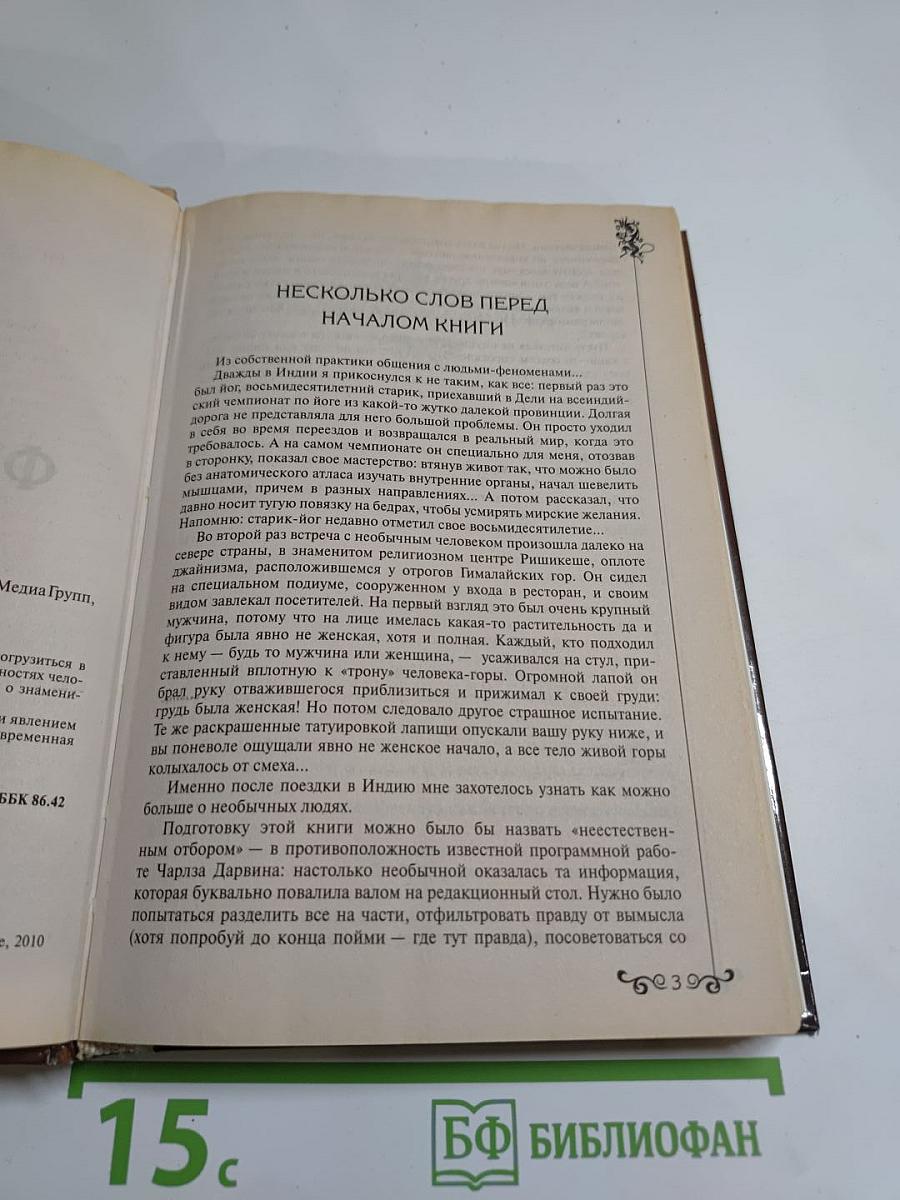 Ф
Медиа Групп,
огрузиться в
ностях чело-
о знамени-
и явлением
временная
ББК 86.42
е, 2010
НЕСКОЛЬКО СЛОВ ПЕРЕД
НАЧАЛОМ КНИГИ
Из собственной практики общения с людьми-феноменами...
Дважды в Индии я прикоснулся к не таким, как все: первый раз это
был йог, восьмидесятилетний старик, приехавший в Дели на всеиндий-
ский чемпионат по йоге из какой-то жутко далекой провинции. Долгая
дорога не представляла для него большой проблемы. Он просто уходил
в себя во время переездов и возвращался в реальный мир, когда это
требовалось. А на самом чемпионате он специально для меня, отозвав
в сторонку, показал свое мастерство: втянув живот так, что можно было
без анатомического атласа изучать внутренние органы, начал шевелить
мышцами, причем в разных направлениях... А потом рассказал, что
давно носит тугую повязку на бедрах, чтобы усмирять мирские желания.
Напомню: старик-йог недавно отметил свое восьмидесятилетие...
Во второй раз встреча с необычным человеком произошла далеко на
севере страны, в знаменитом религиозном центре Ришикеше, оплоте
джайнизма, расположившемся у отрогов Гималайских гор. Он сидел
на специальном подиуме, сооруженном у входа в ресторан, и своим
видом завлекал посетителей. На первый взгляд это был очень крупный
мужчина, потому что на лице имелась какая-то растительность да и
фигура была явно не женская, хотя и полная. Каждый, кто подходил
к нему — будь то мужчина или женщина, — усаживался на стул, при-
ставленный вплотную к «трону» человека-горы. Огромной лапой он
брал руку отважившегося приблизиться и прижимал к своей груди:
грудь была женская! Но потом следовало другое страшное испытание.
Те же раскрашенные татуировкой лапищи опускали вашу руку ниже, и
вы поневоле ощущали явно не женское начало, а все тело живой горы
колыхалось от смеха...
Именно после поездки в Индию мне захотелось узнать как можно
больше о необычных людях.
Подготовку этой книги можно было бы назвать «неестествен-
ным отбором» — в противоположность известной программной рабо-
те Чарлза Дарвина: настолько необычной оказалась та информация,
которая буквально повалила валом на редакционный стол. Нужно было
попытаться разделить все на части, отфильтровать правду от вымысла
(хотя попробуй до конца пойми — где тут правда), посоветоваться со
3
15 с
БФ БИБЛИОФАН